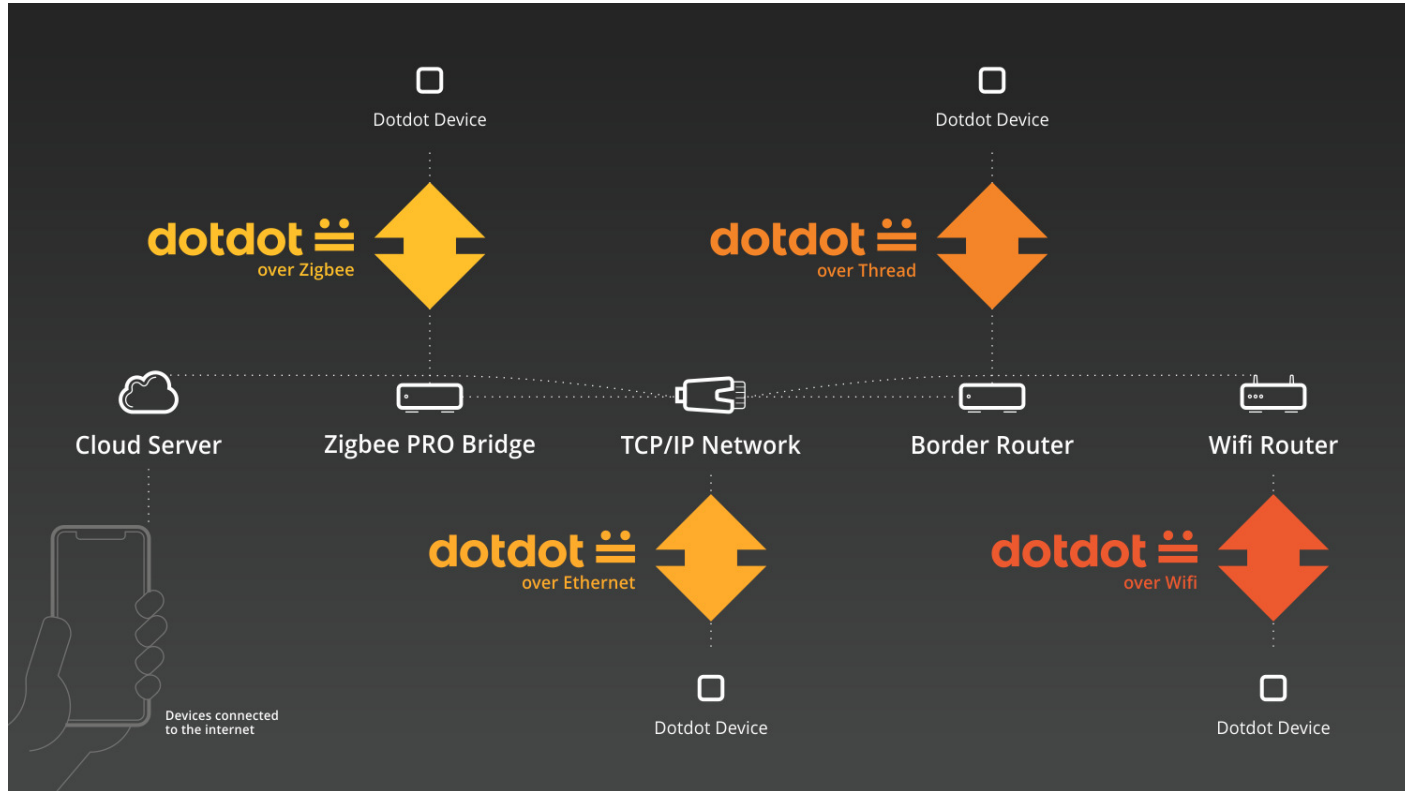 Dotdot Device
Dotdot Device
dotdot
over Zigbee
dotdot
over Thread
Cloud Server
Zigbee PRO Bridge
TCP/IP Network
Border Router
Wifi Router
dotdot
over Ethernet
dotdot
over Wifi
Devices connected
to the internet
Dotdot Device
Dotdot Device